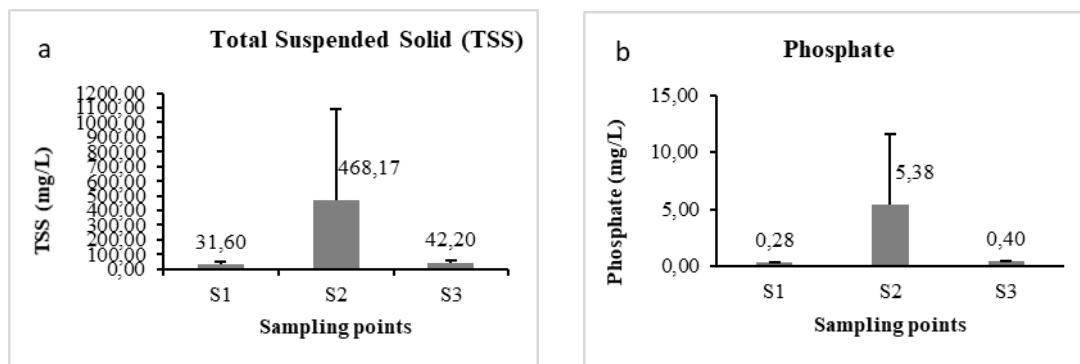 a
Total Suspended Solid (TSS)
TSS (mg/L)
1200,00
1100,00
1000,00
900,00
800,00
700,00
600,00
500,00
400,00
300,00
200,00
100,00
0,00
31,60
468,17
42,20
S1 S2 S3
Sampling points
b
Phosphate
Phosphate (mg/L)
15,00
10,00
5,00
0,00
0,28
5,38
0,40
S1 S2 S3
Sampling points